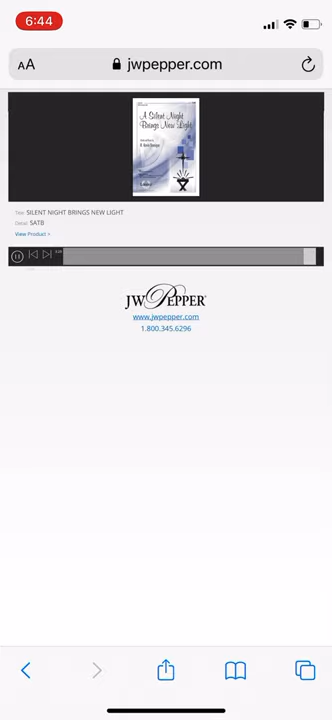 6:44
AA jwpepper.com
A Silent Night
Brings New Light
Title: SILENT NIGHT BRINGS NEW LIGHT
Detail: SATB
View Product >
JW PEPPER
www.jwpepper.com
1.800.345.6296